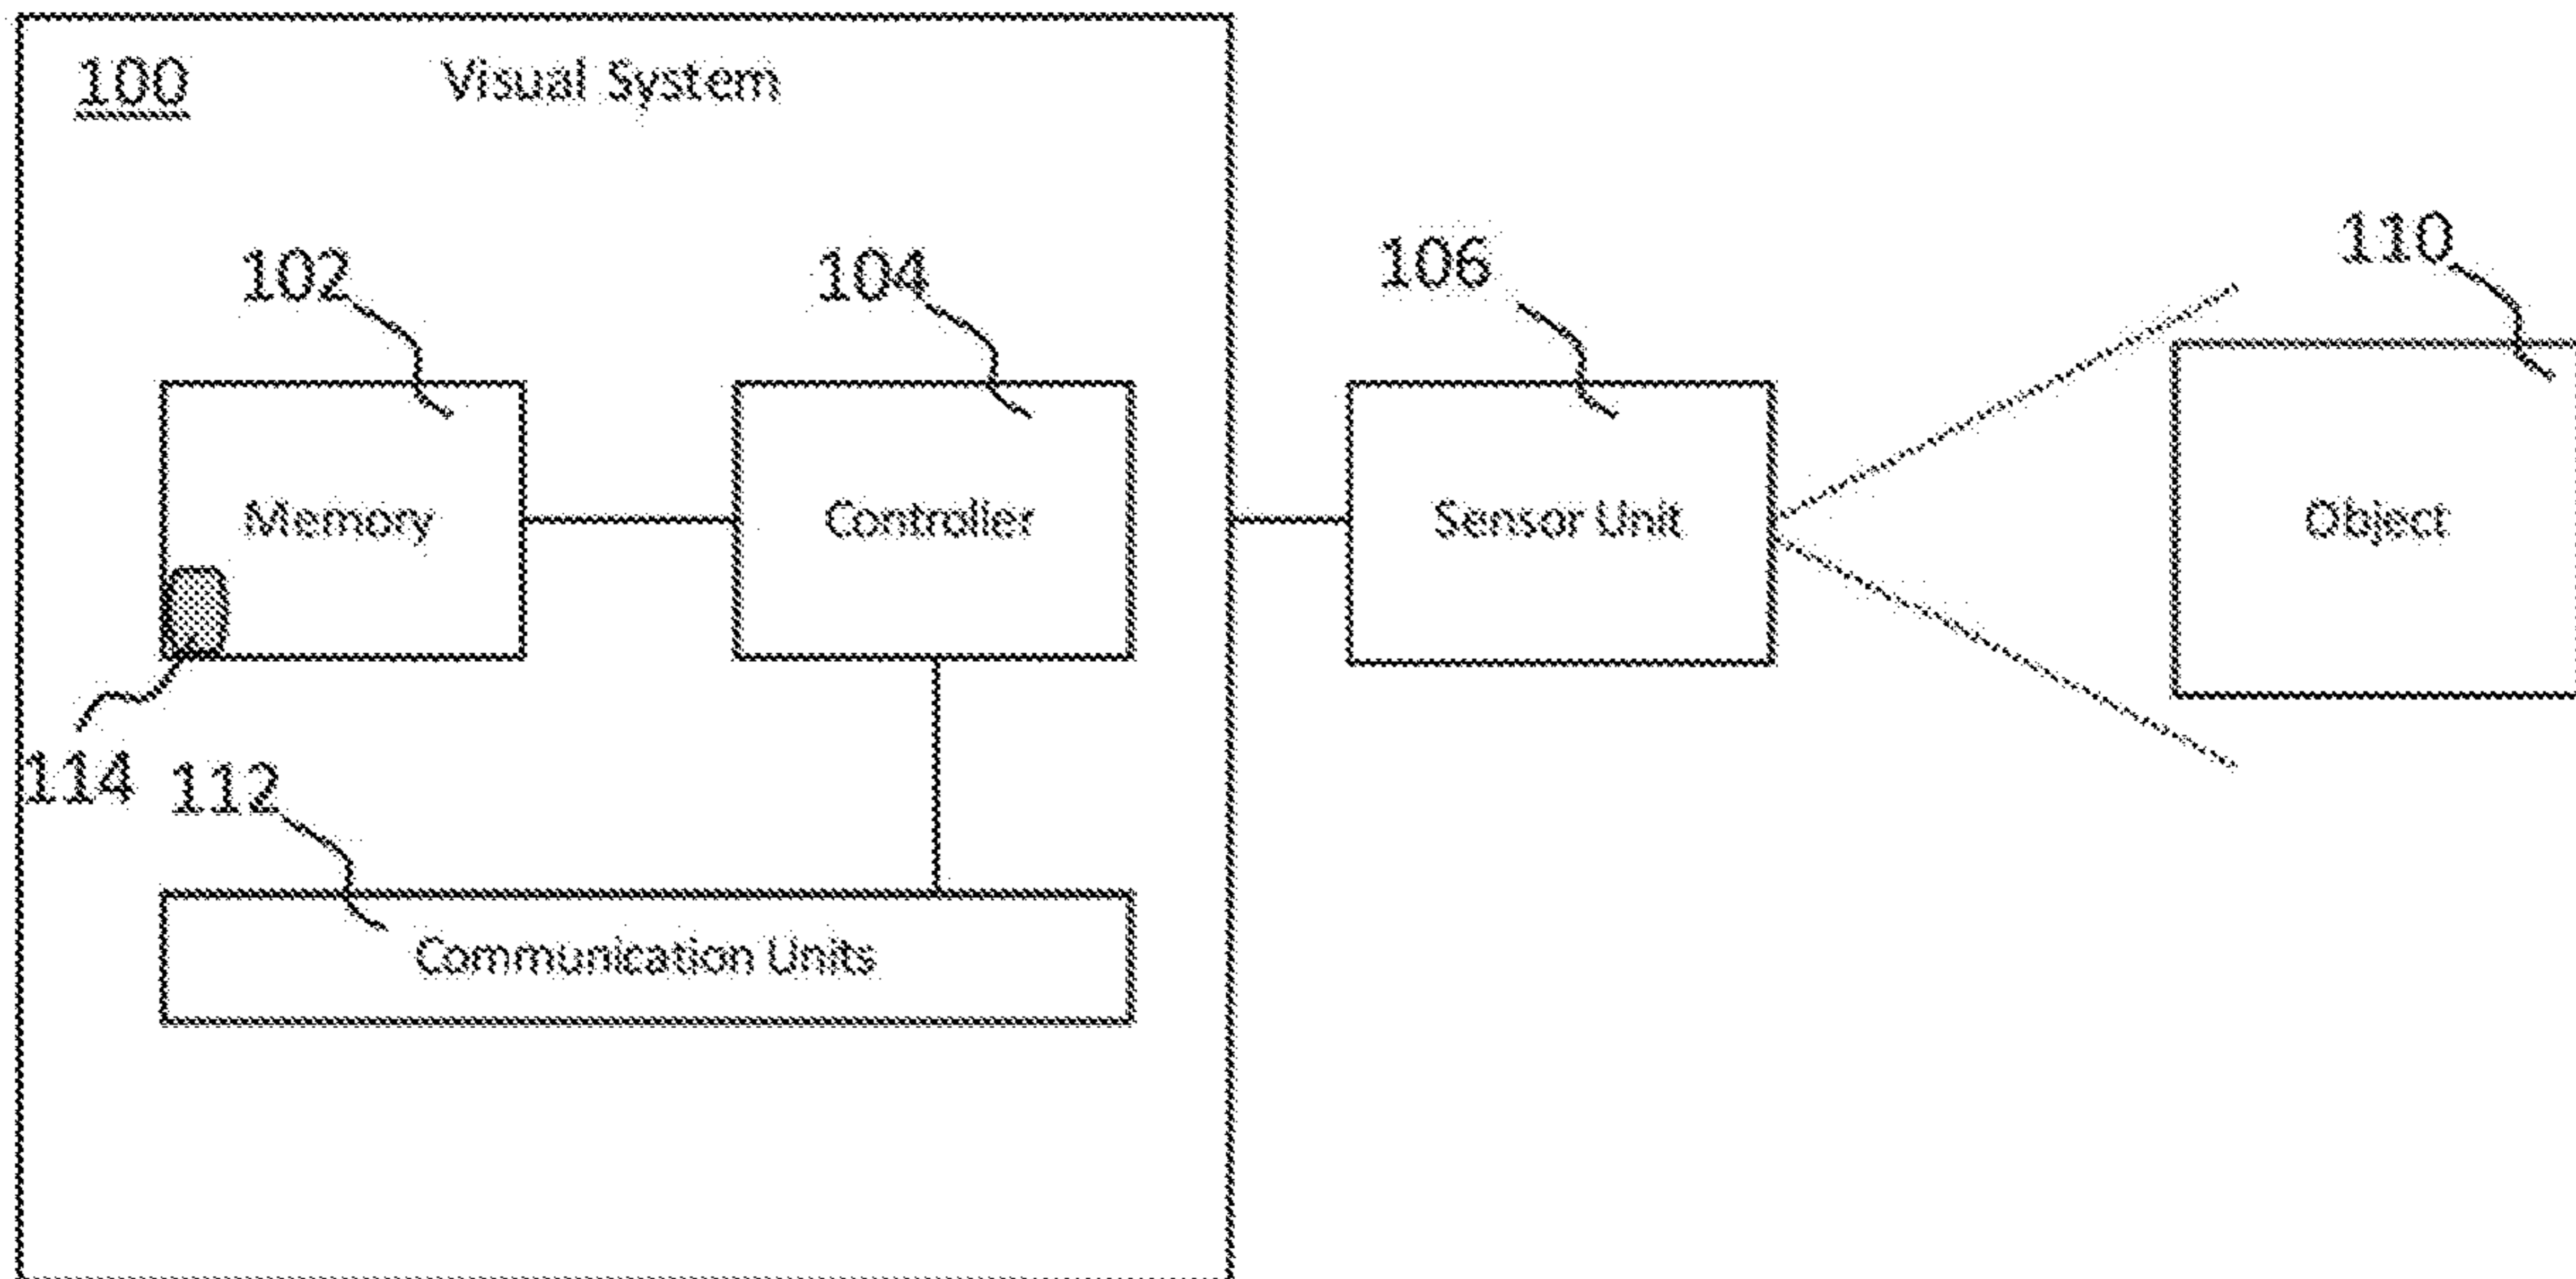 100 Visual System
102
104
106
110
Memory
Controller
Sensor Unit
Object
114
112
Communication Units